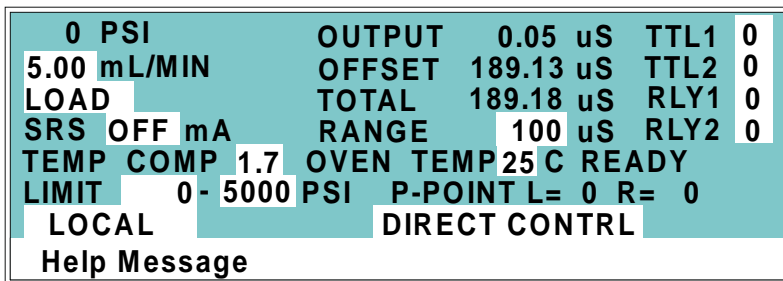 0 PSI OUTPUT 0.05 uS TTL1 0
5.00 mL/MIN OFFSET 189.13 uS TTL2 0
LOAD TOTAL 189.18 uS RLY1 0
SRS OFF mA RANGE 100 uS RLY2 0
TEMP COMP 1.7 OVEN TEMP 25 C READY
LIMIT 0 - 5000 PSI P-POINT L= 0 R= 0
LOCAL DIRECT CONTRL
Help Message